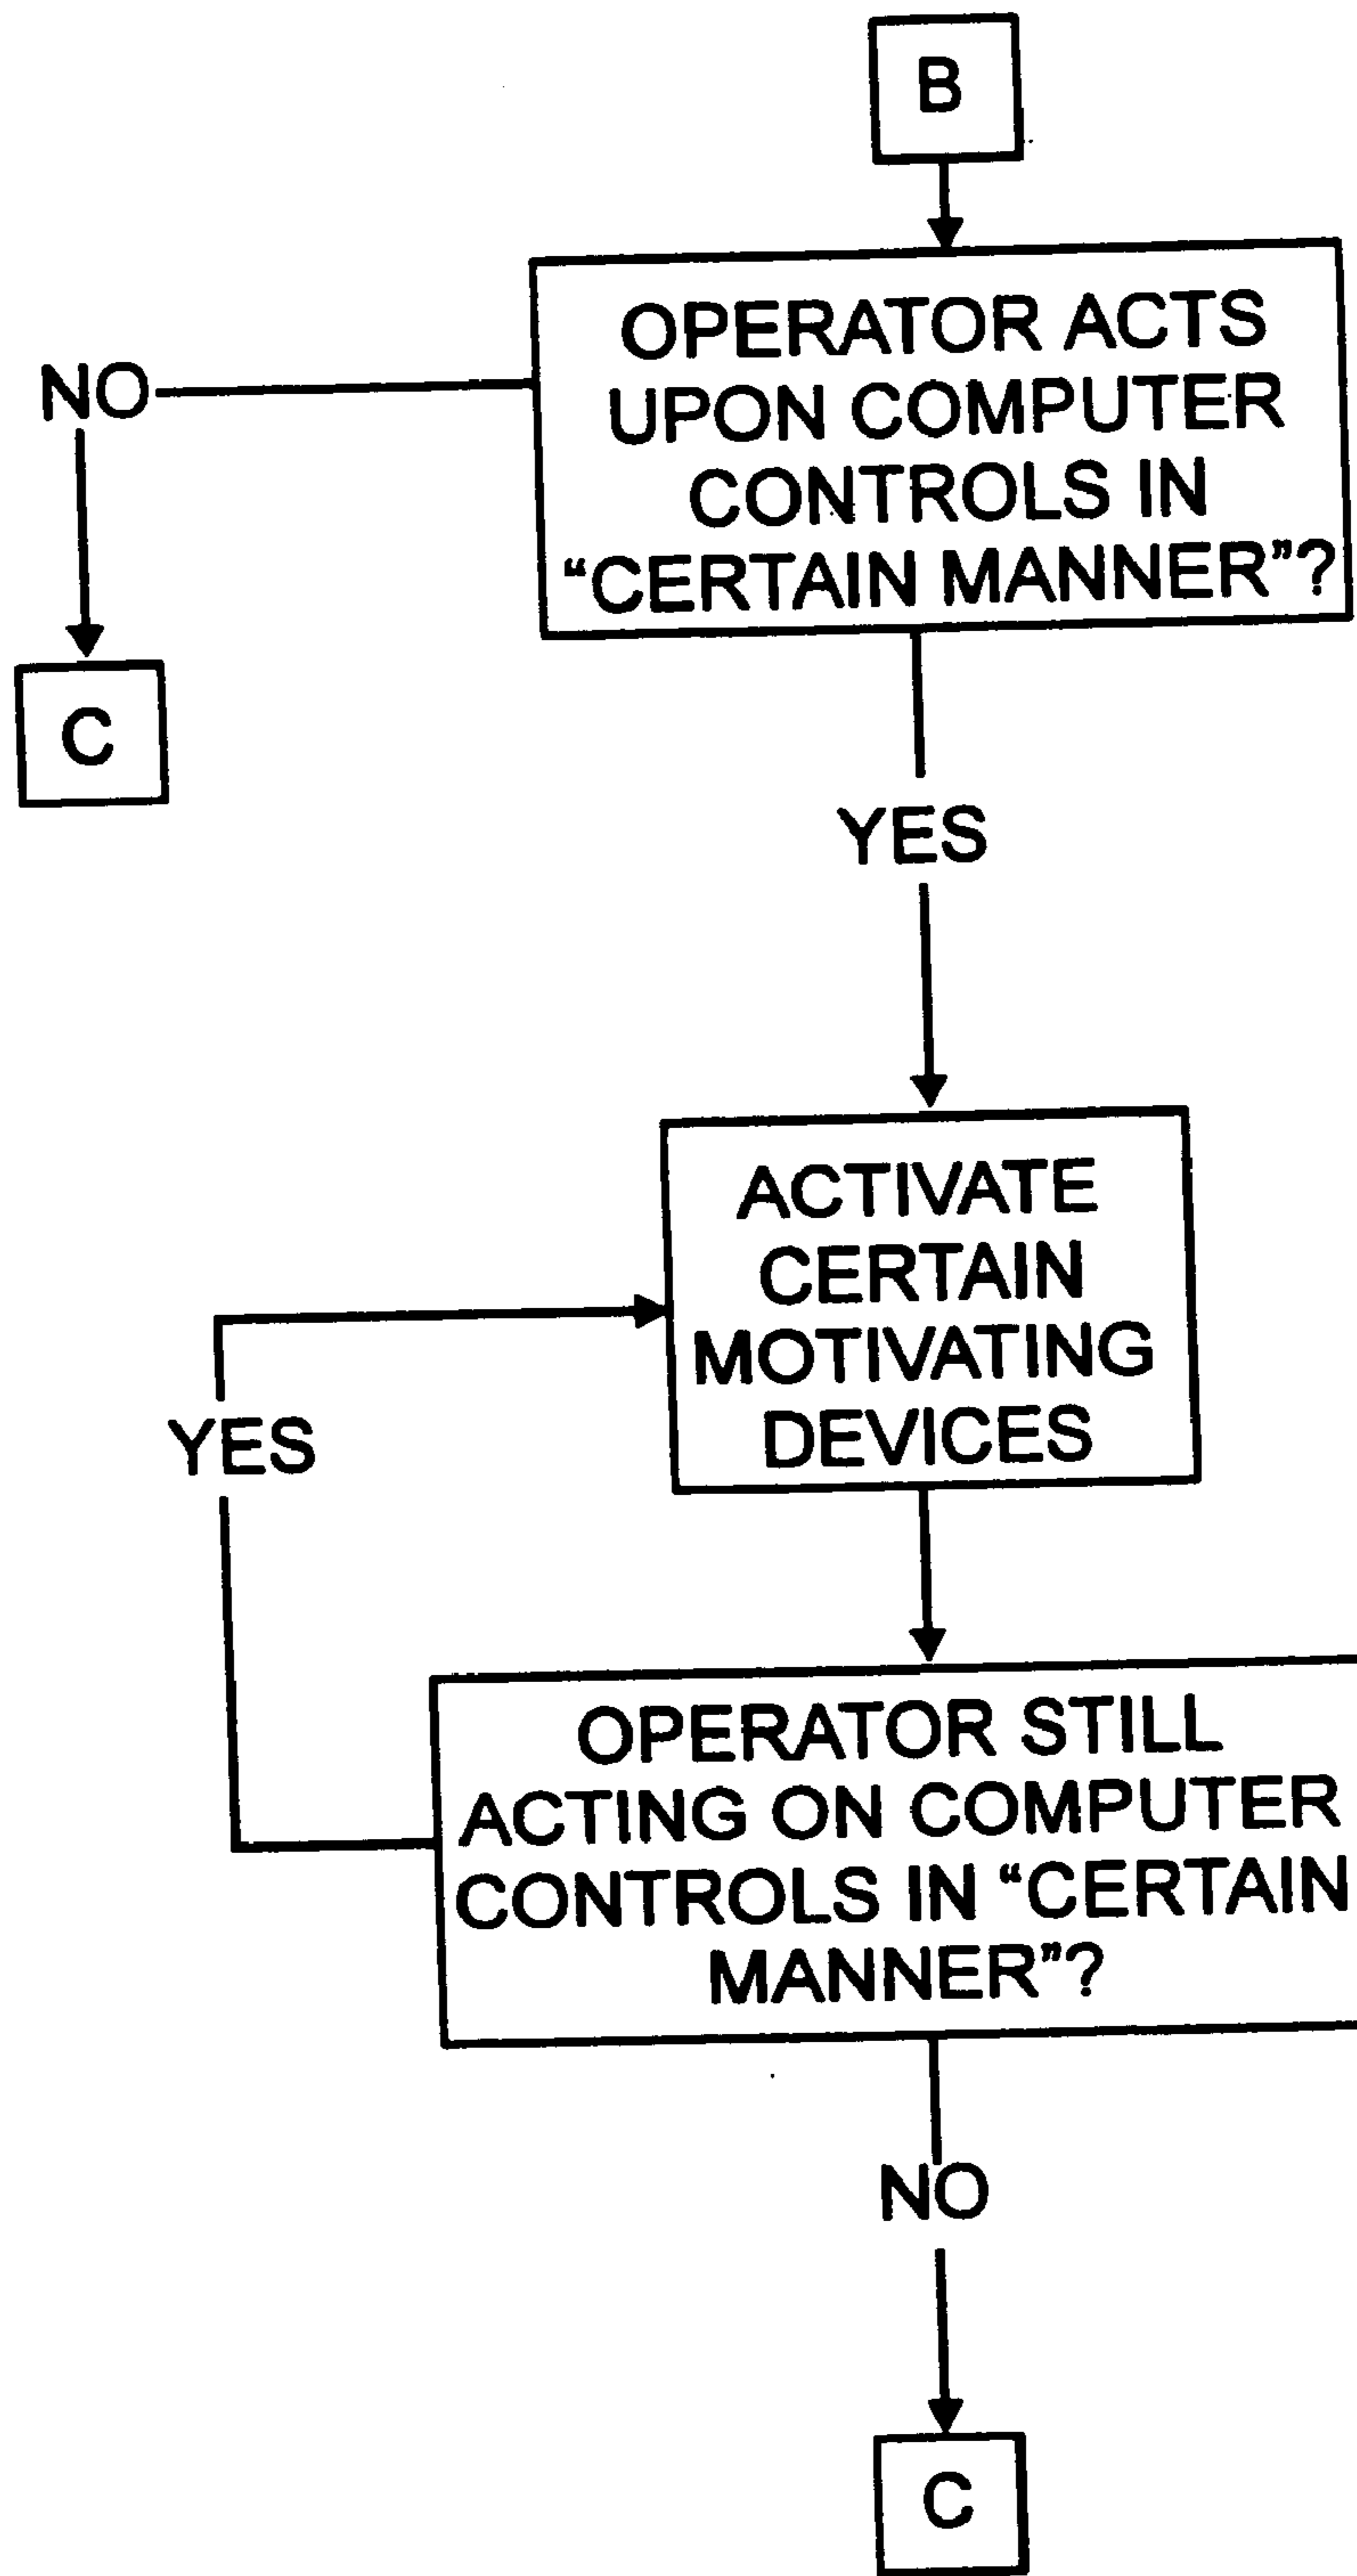 B
OPERATOR ACTS
UPON COMPUTER
CONTROLS IN
“CERTAIN MANNER”?
NO
C
YES
ACTIVATE
CERTAIN
MOTIVATING
DEVICES
YES
OPERATOR STILL
ACTING ON COMPUTER
CONTROLS IN “CERTAIN
MANNER”?
NO
C